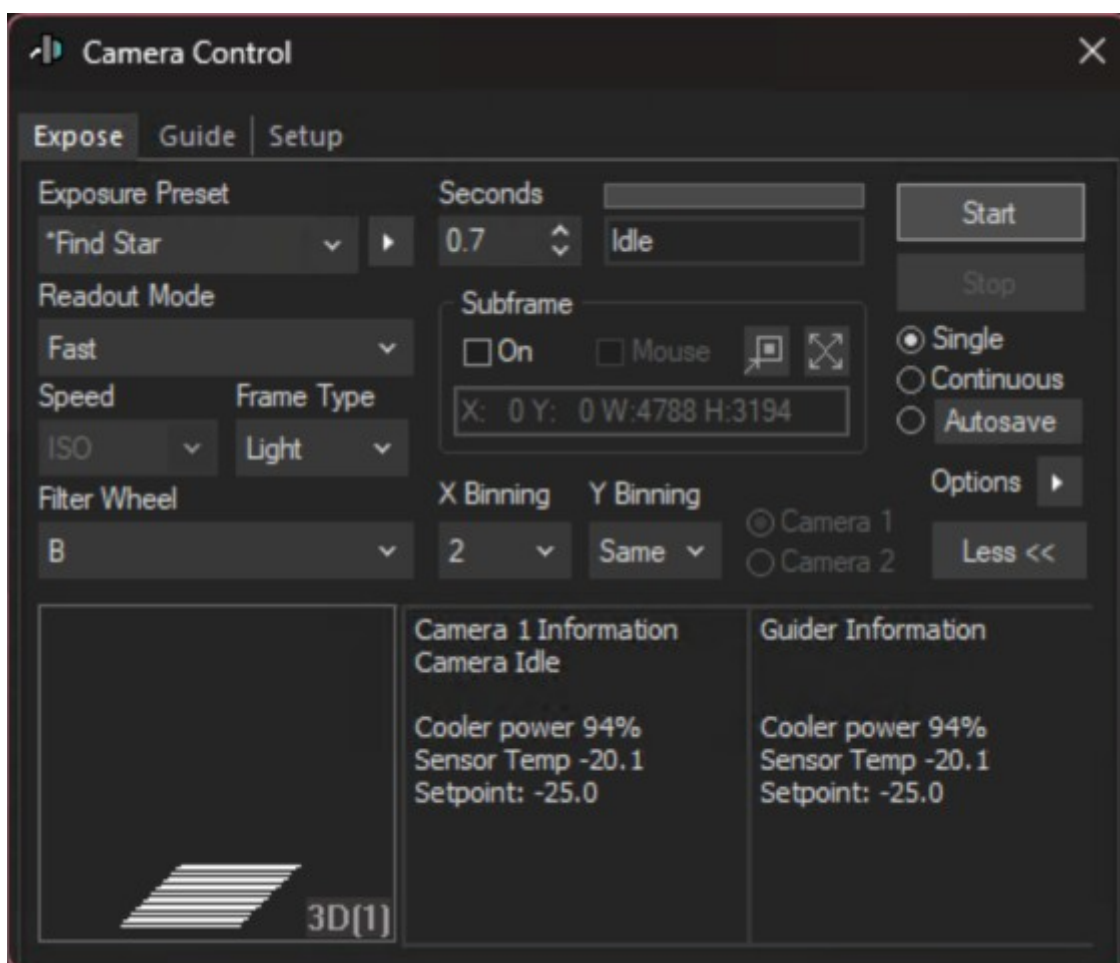 Camera Control
Expose Guide Setup
Exposure Preset
*Find Star
Seconds
0.7
Idle
Start
Stop
Readout Mode
Fast
Subframe
On Mouse
X: 0 Y: 0 W:4788 H:3194
Single
Continuous
Autosave
Speed Frame Type
ISO Light
Options
Filter Wheel
B
X Binning Y Binning
2 Same
Camera 1
Camera 2
Less <<
3D(1)
Camera 1 Information
Camera Idle
Cooler power 94%
Sensor Temp -20.1
Setpoint: -25.0
Guider Information
Cooler power 94%
Sensor Temp -20.1
Setpoint: -25.0